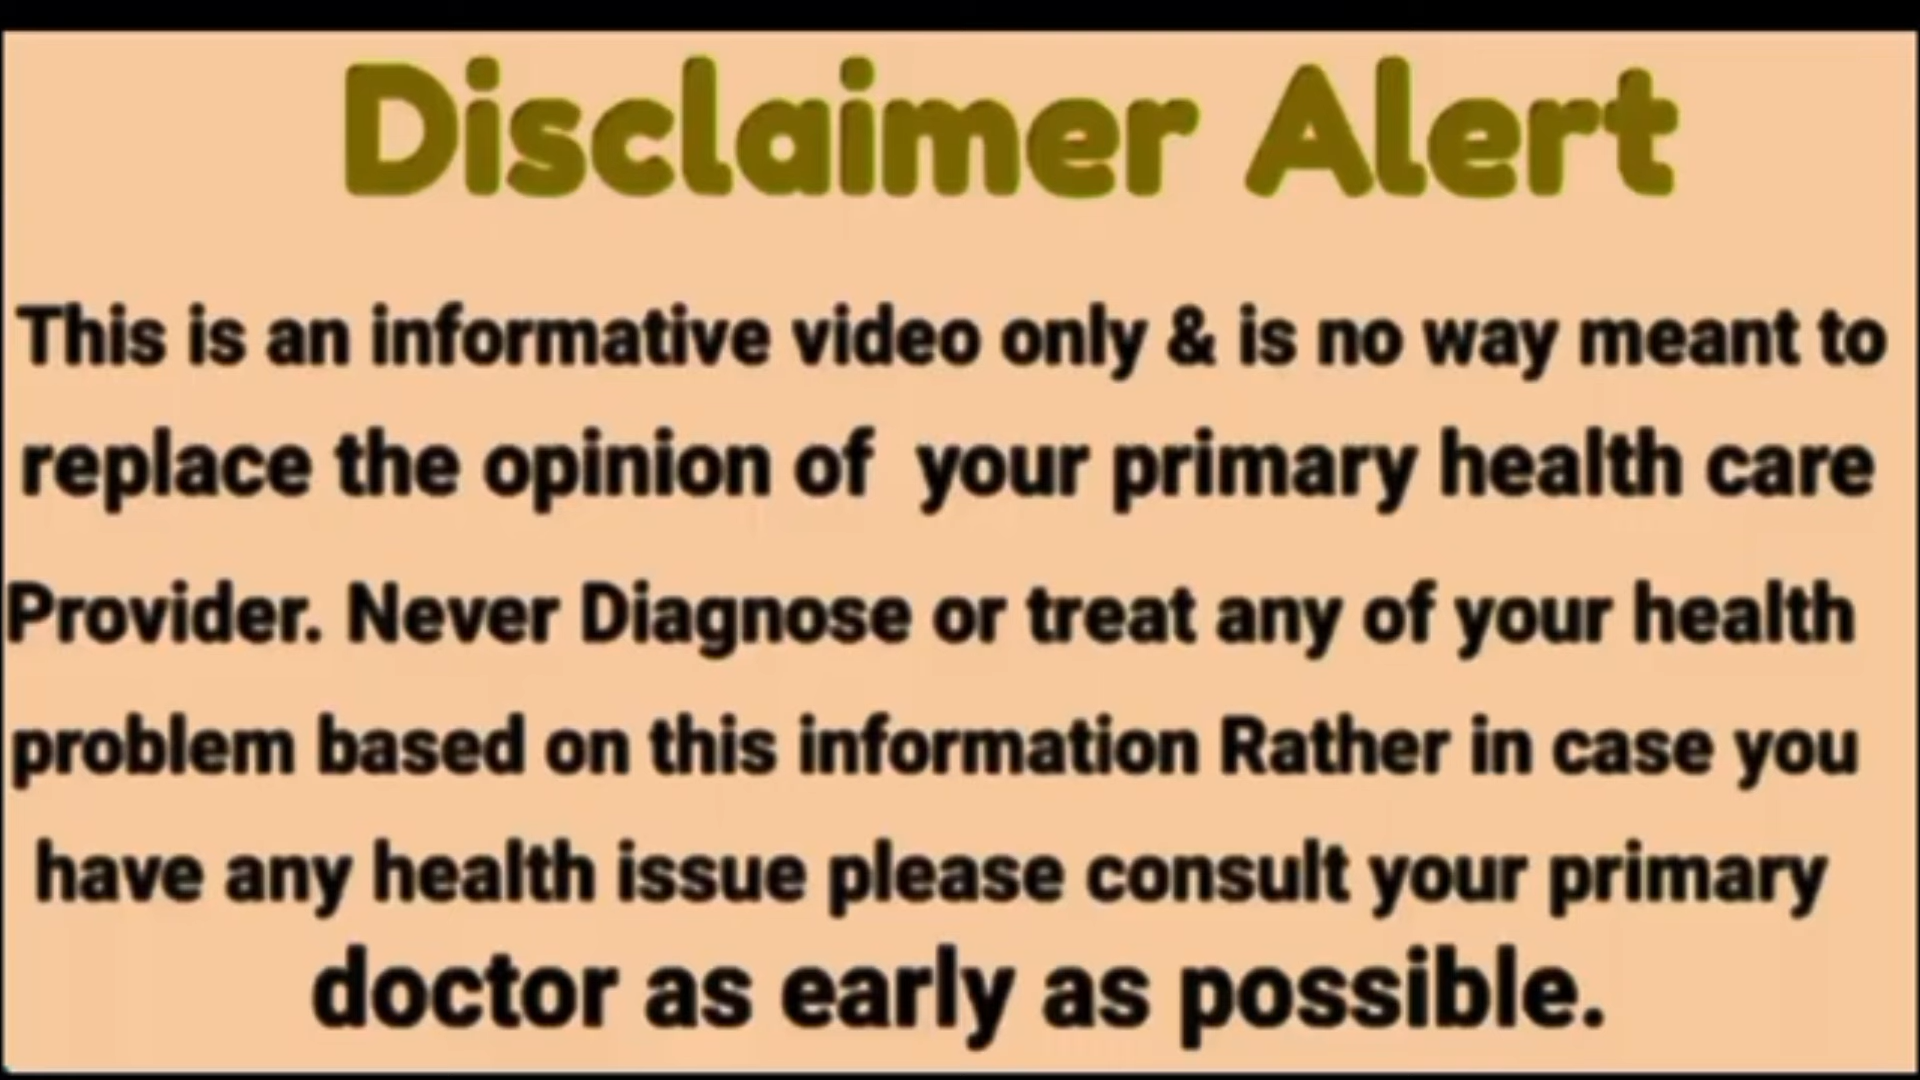 Disclaimer Alert
This is an informative video only & is no way meant to
replace the opinion of your primary health care
Provider. Never Diagnose or treat any of your health
problem based on this information Rather in case you
have any health issue please consult your primary
doctor as early as possible.